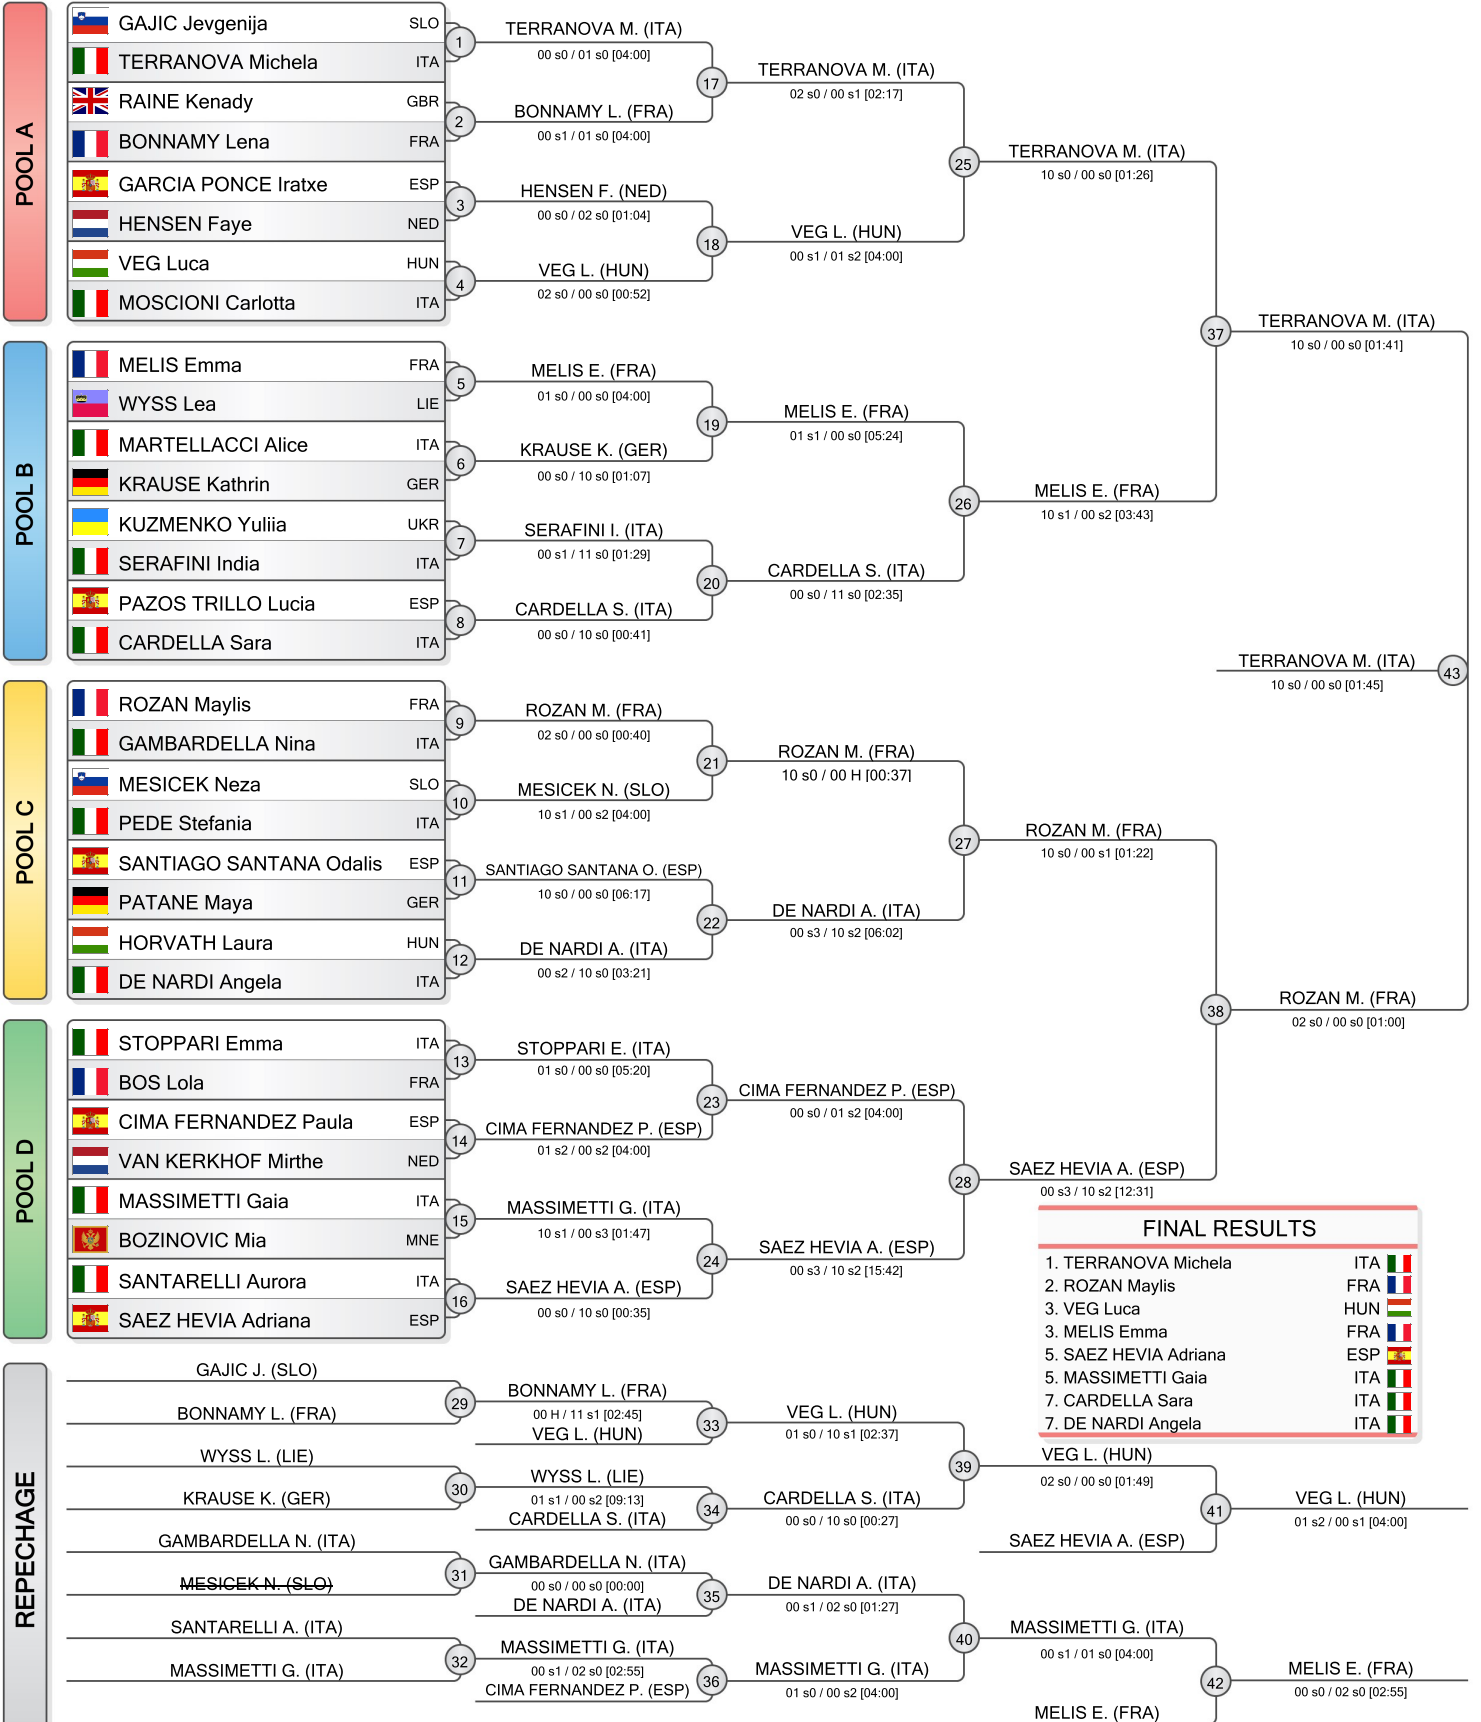 POOL A
GAJIC Jevgenija SLO
TERRANOVA Michela ITA
RAINE Kenady GBR
BONNAMY Lena FRA
GARCIA PONCE Iratxe ESP
HENSEN Faye NED
VEG Luca HUN
MOSCIONI Carlotta ITA
1
TERRANOVA M. (ITA)
00 s0 / 01 s0 [04:00]
2
BONNAMY L. (FRA)
00 s1 / 01 s0 [04:00]
3
HENSEN F. (NED)
00 s0 / 02 s0 [01:04]
4
VEG L. (HUN)
02 s0 / 00 s0 [00:52]
17
TERRANOVA M. (ITA)
02 s0 / 00 s1 [02:17]
18
VEG L. (HUN)
00 s1 / 01 s2 [04:00]
25
TERRANOVA M. (ITA)
10 s0 / 00 s0 [01:26]
POOL B
MELIS Emma FRA
WYSS Lea LIE
MARTELLACCI Alice ITA
KRAUSE Kathrin GER
KUZMENKO Yuliia UKR
SERAFINI India ITA
PAZOS TRILLO Lucia ESP
CARDELLA Sara ITA
5
MELIS E. (FRA)
01 s0 / 00 s0 [04:00]
6
KRAUSE K. (GER)
00 s0 / 10 s0 [01:07]
7
SERAFINI I. (ITA)
00 s1 / 11 s0 [01:29]
8
CARDELLA S. (ITA)
00 s0 / 10 s0 [00:41]
19
MELIS E. (FRA)
01 s1 / 00 s0 [05:24]
20
CARDELLA S. (ITA)
00 s0 / 11 s0 [02:35]
26
MELIS E. (FRA)
10 s1 / 00 s2 [03:43]
37
TERRANOVA M. (ITA)
10 s0 / 00 s0 [01:41]
TERRANOVA M. (ITA)
43
10 s0 / 00 s0 [01:45]
POOL C
ROZAN Maylis FRA
GAMBARDELLA Nina ITA
MESICEK Neza SLO
PEDE Stefania ITA
SANTIAGO SANTANA Odalis ESP
PATANE Maya GER
HORVATH Laura HUN
DE NARDI Angela ITA
9
ROZAN M. (FRA)
02 s0 / 00 s0 [00:40]
10
MESICEK N. (SLO)
10 s1 / 00 s2 [04:00]
11
SANTIAGO SANTANA O. (ESP)
10 s0 / 00 s0 [06:17]
12
DE NARDI A. (ITA)
00 s2 / 10 s0 [03:21]
21
ROZAN M. (FRA)
10 s0 / 00 H [00:37]
22
DE NARDI A. (ITA)
00 s3 / 10 s2 [06:02]
27
ROZAN M. (FRA)
10 s0 / 00 s1 [01:22]
38
ROZAN M. (FRA)
02 s0 / 00 s0 [01:00]
POOL D
STOPPARI Emma ITA
BOS Lola FRA
CIMA FERNANDEZ Paula ESP
VAN KERKHOF Mirthe NED
MASSIMETTI Gaia ITA
BOZINOVIC Mia MNE
SANTARELLI Aurora ITA
SAEZ HEVIA Adriana ESP
13
STOPPARI E. (ITA)
01 s0 / 00 s0 [05:20]
14
CIMA FERNANDEZ P. (ESP)
01 s2 / 00 s2 [04:00]
15
MASSIMETTI G. (ITA)
10 s1 / 00 s3 [01:47]
16
SAEZ HEVIA A. (ESP)
00 s0 / 10 s0 [00:35]
23
CIMA FERNANDEZ P. (ESP)
00 s0 / 01 s2 [04:00]
24
SAEZ HEVIA A. (ESP)
00 s3 / 10 s2 [15:42]
28
SAEZ HEVIA A. (ESP)
00 s3 / 10 s2 [12:31]
FINAL RESULTS
1. TERRANOVA Michela ITA
2. ROZAN Maylis FRA
3. VEG Luca HUN
3. MELIS Emma FRA
5. SAEZ HEVIA Adriana ESP
5. MASSIMETTI Gaia ITA
7. CARDELLA Sara ITA
7. DE NARDI Angela ITA
REPECHAGE
GAJIC J. (SLO)
BONNAMY L. (FRA)
WYSS L. (LIE)
KRAUSE K. (GER)
GAMBARDELLA N. (ITA)
MESICEK N. (SLO)
SANTARELLI A. (ITA)
MASSIMETTI G. (ITA)
29
BONNAMY L. (FRA)
00 H / 11 s1 [02:45]
VEG L. (HUN)
30
WYSS L. (LIE)
01 s1 / 00 s2 [09:13]
CARDELLA S. (ITA)
31
GAMBARDELLA N. (ITA)
00 s0 / 00 s0 [00:00]
DE NARDI A. (ITA)
32
MASSIMETTI G. (ITA)
00 s1 / 02 s0 [02:55]
CIMA FERNANDEZ P. (ESP)
33
VEG L. (HUN)
01 s0 / 10 s1 [02:37]
34
CARDELLA S. (ITA)
00 s0 / 10 s0 [00:27]
35
DE NARDI A. (ITA)
00 s1 / 02 s0 [01:27]
36
MASSIMETTI G. (ITA)
01 s0 / 00 s2 [04:00]
39
VEG L. (HUN)
02 s0 / 00 s0 [01:49]
SAEZ HEVIA A. (ESP)
40
MASSIMETTI G. (ITA)
00 s1 / 01 s0 [04:00]
MELIS E. (FRA)
41
VEG L. (HUN)
01 s2 / 00 s1 [04:00]
42
MELIS E. (FRA)
00 s0 / 02 s0 [02:55]